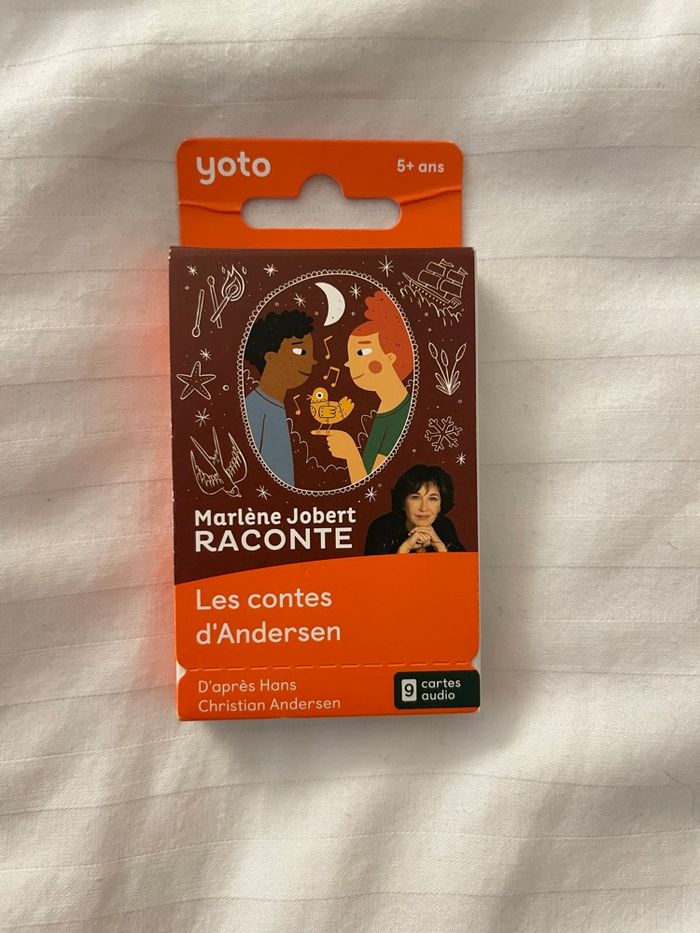 yoto
5+ ans
Marlène Jobert
RACONTE
Les contes
d'Andersen
D'après Hans
Christian Andersen
9 cartes
audio